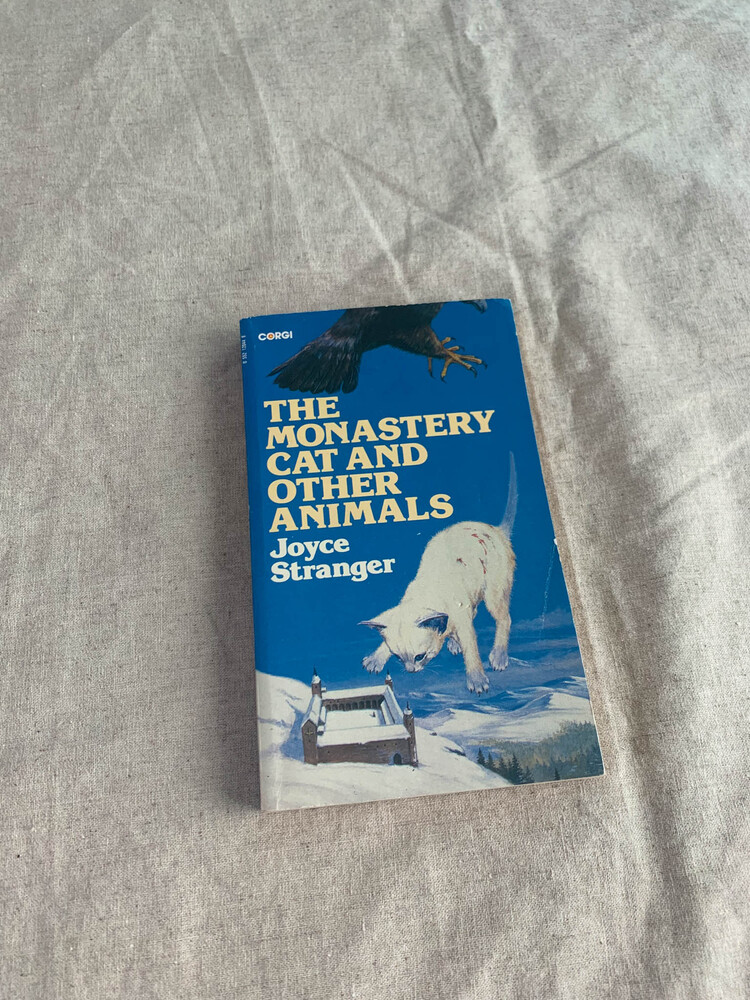 CORGI
THE
MONASTERY
CAT AND
OTHER
ANIMALS
Joyce
Stranger